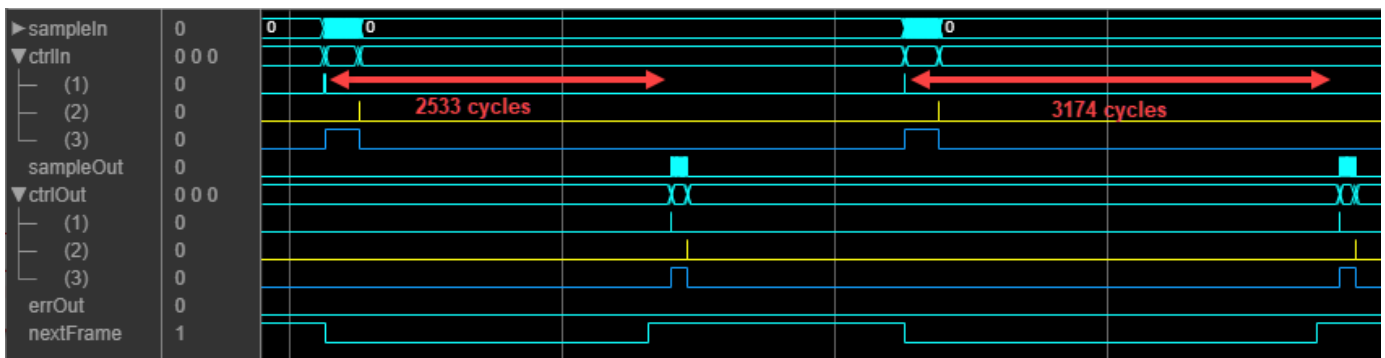 sampleIn 0 0 0 0
ctrlIn 0 0 0
(1) 0
2533 cycles 3174 cycles
(2) 0
(3) 0
sampleOut 0
ctrlOut 0 0 0
(1) 0
(2) 0
(3) 0
errOut 0
nextFrame 1